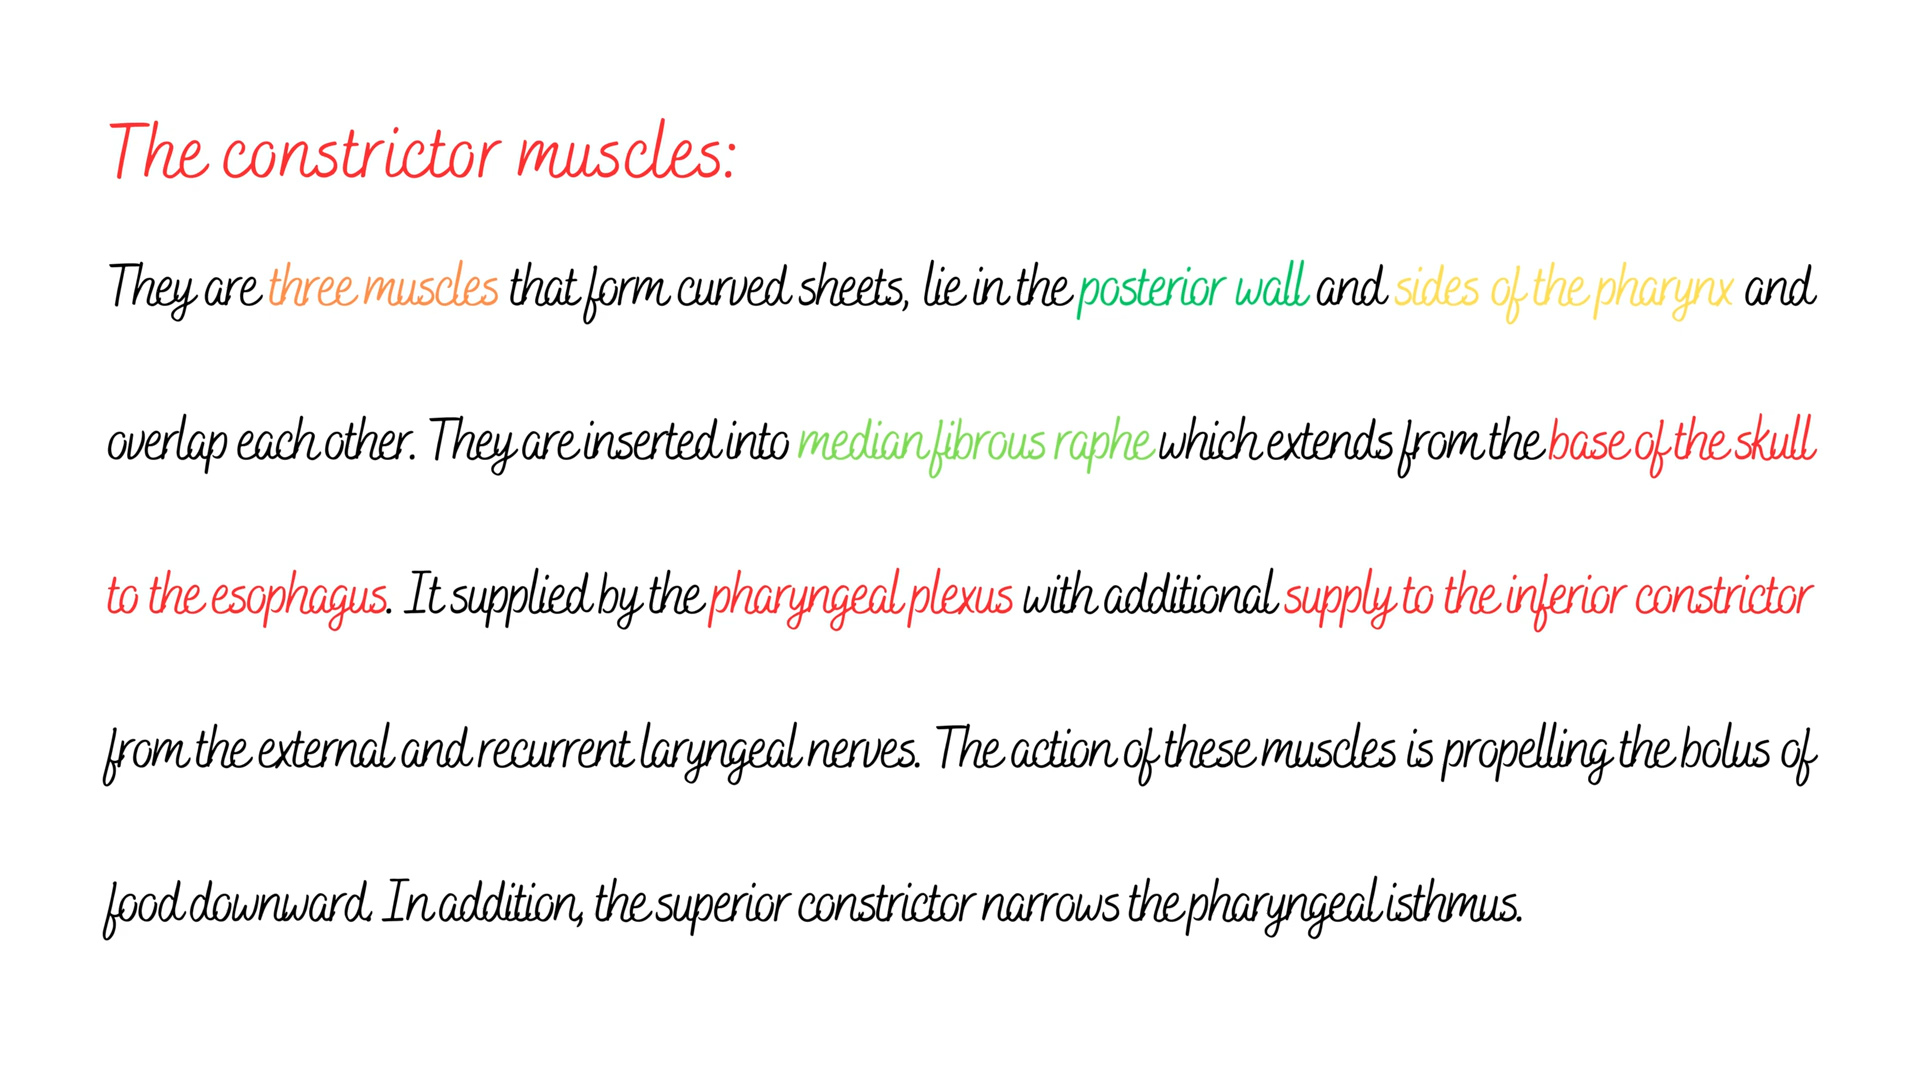 The constrictor muscles:
They are three muscles that form curved sheets, lie in the posterior wall and sides of the pharynx and
overlap each other. They are inserted into median fibrous raphe which extends from the base of the skull
to the esophagus. It supplied by the pharyngeal plexus with additional supply to the inferior constrictor
from the external and recurrent laryngeal nerves. The action of these muscles is propelling the bolus of
food downward. In addition, the superior constrictor narrows the pharyngeal isthmus.